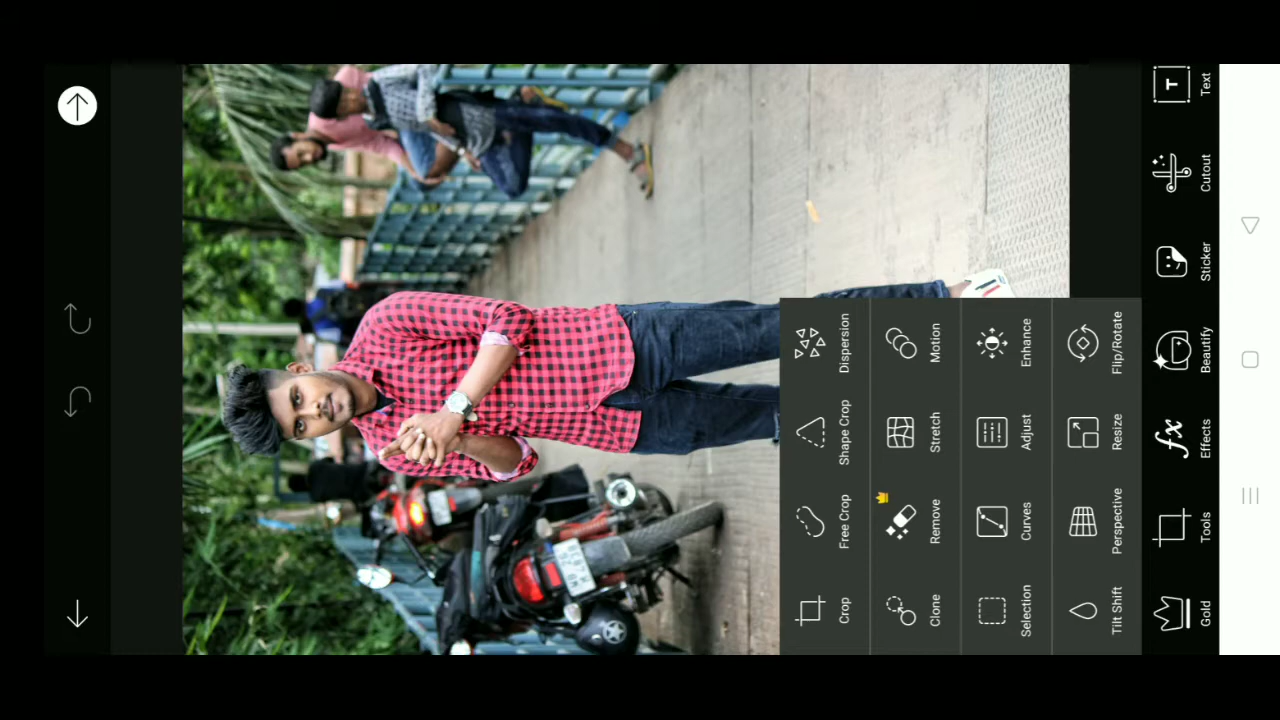 Crop Free Crop Shape Crop Dispersion
Clone Remove Stretch Motion
Selection Curves Adjust Enhance
Tilt Shift Perspective Resize Flip/Rotate
T
Gold Tools Effects Beautify Sticker Cutout Text